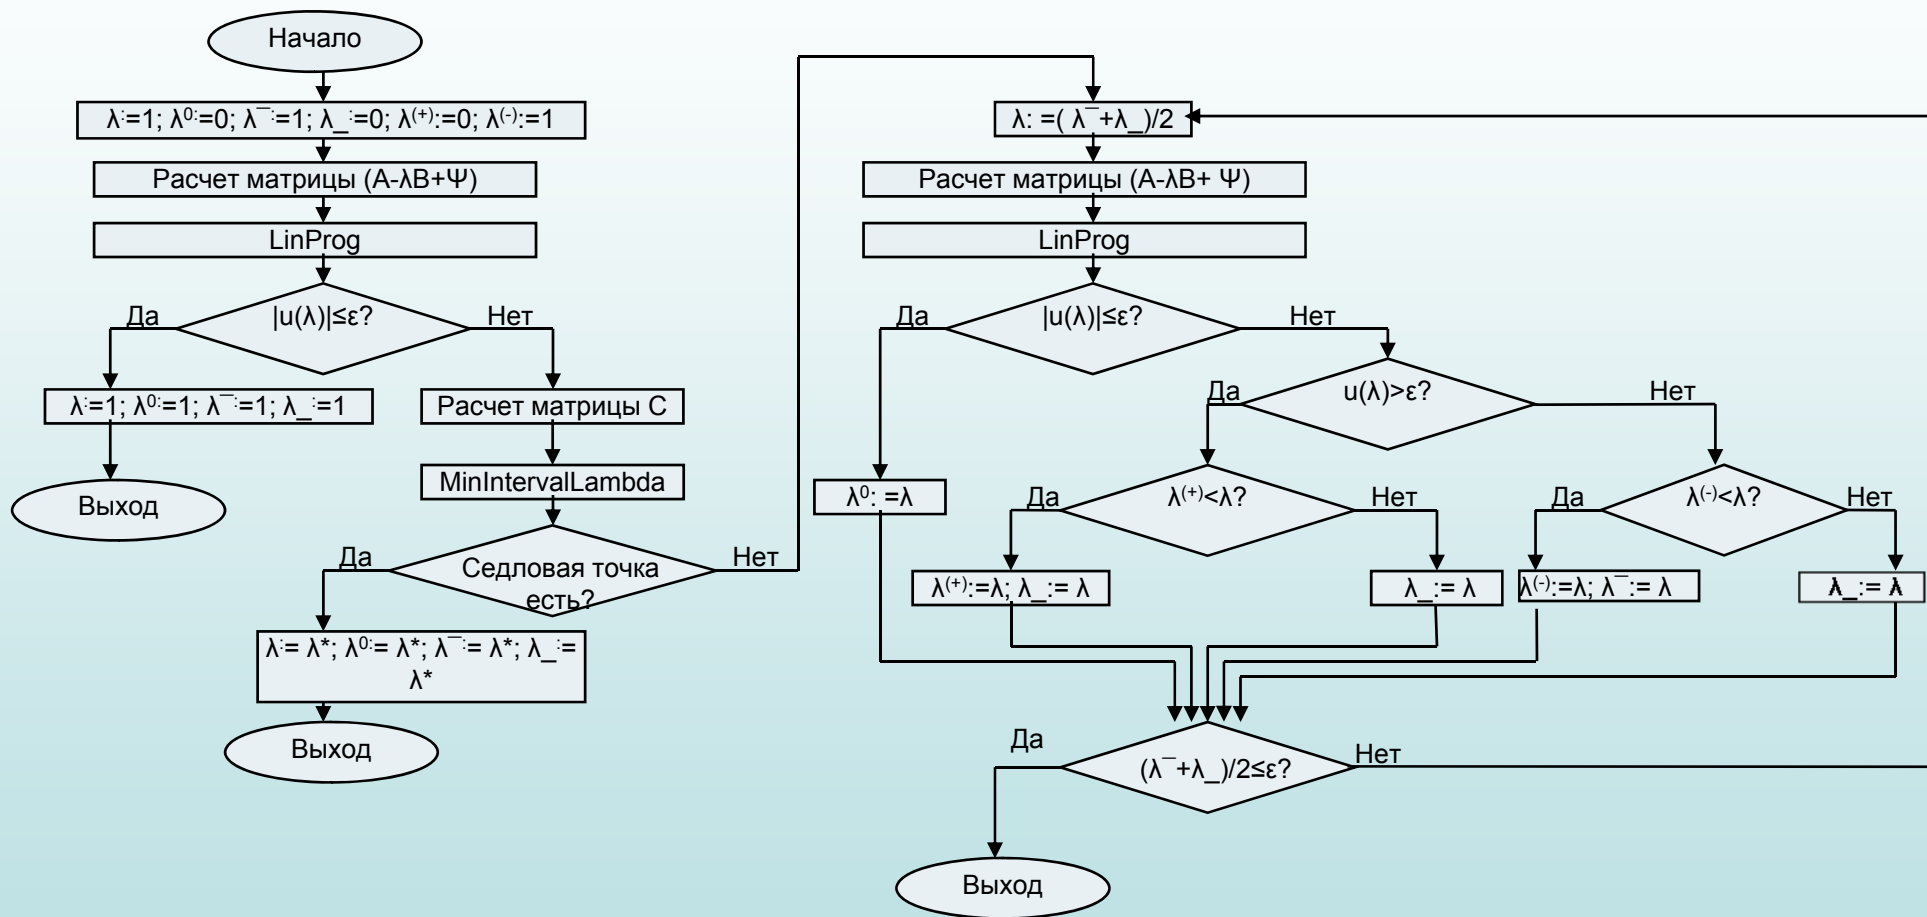 Начало
λ:=1; λ⁰:=0; λ¯:=1; λ_:=0; λ⁽⁺⁾:=0; λ⁽⁻⁾:=1
Расчет матрицы (A-λB+Ψ)
LinProg
|u(λ)|≤ε?
Да
Нет
λ:=1; λ⁰:=1; λ¯:=1; λ_:=1
Выход
Расчет матрицы C
MinIntervalLambda
Седловая точка
есть?
Да
Нет
λ:= λ*; λ⁰:= λ*; λ¯:= λ*; λ_:=
λ*
Выход
λ: =( λ¯+λ_)/2
Расчет матрицы (A-λB+ Ψ)
LinProg
|u(λ)|≤ε?
Да
Нет
u(λ)>ε?
Да
Нет
λ⁰: =λ
λ⁽⁺⁾<λ?
Да
Нет
λ⁽⁻⁾<λ?
Да
Нет
λ⁽⁺⁾:=λ; λ_:= λ
λ_:= λ
λ⁽⁻⁾:=λ; λ¯:= λ
λ_:= λ
(λ¯+λ_)/2≤ε?
Да
Нет
Выход